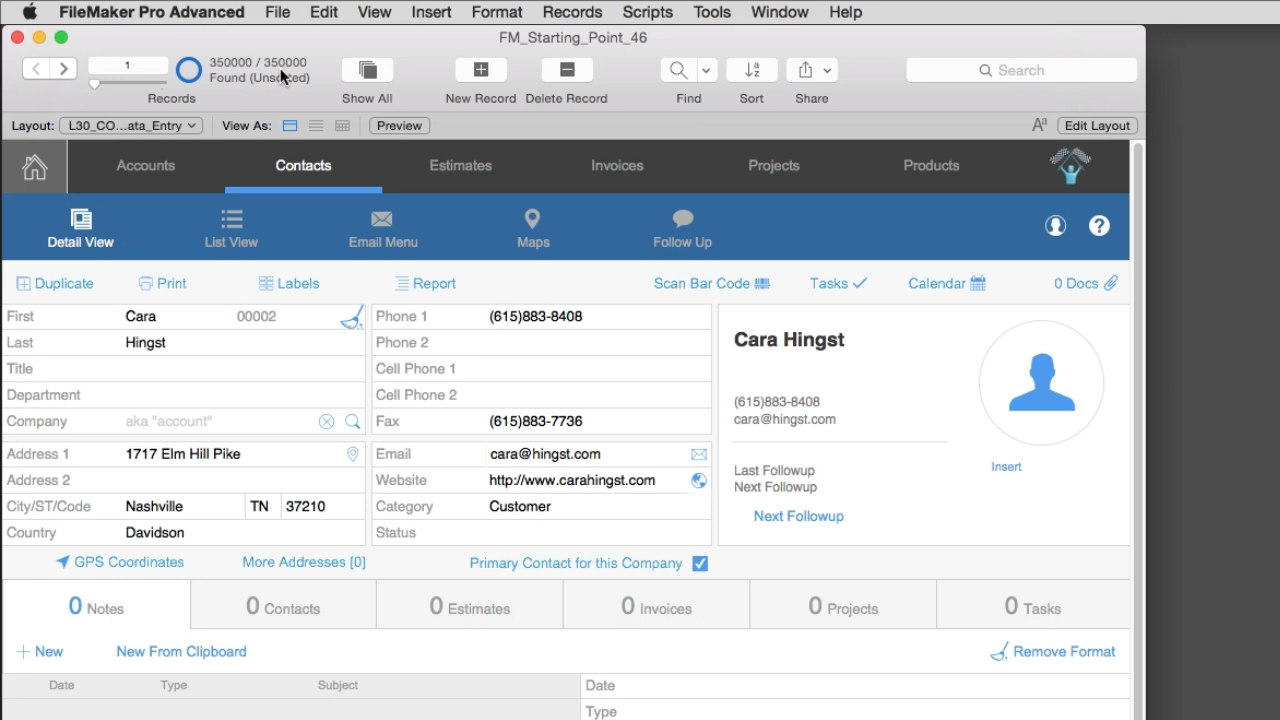 FileMaker Pro Advanced File Edit View Insert Format Records Scripts Tools Window Help
FM_Starting_Point_46
1 350000 / 350000
Found (Unsorted)
Search
Records Show All New Record Delete Record Find Sort Share
Layout: L30_CO...ata_Entry View As: Preview Aa Edit Layout
Accounts Contacts Estimates Invoices Projects Products
Detail View List View Email Menu Maps Follow Up ?
Duplicate Print Labels Report Scan Bar Code Tasks Calendar 0 Docs
First Cara 00002 Phone 1 (615)883-8408
Last Hingst Phone 2 Cara Hingst
Title Cell Phone 1
Department Cell Phone 2 (615)883-8408
Company aka "account" Fax (615)883-7736 cara@hingst.com
Address 1 1717 Elm Hill Pike Email cara@hingst.com Insert
Address 2 Website http://www.carahingst.com Last Followup
Next Followup
City/ST/Code Nashville TN 37210 Category Customer Next Followup
Country Davidson Status
GPS Coordinates More Addresses [0] Primary Contact for this Company
0 Notes 0 Contacts 0 Estimates 0 Invoices 0 Projects 0 Tasks
New New From Clipboard Remove Format
Date Type Subject Date
Type